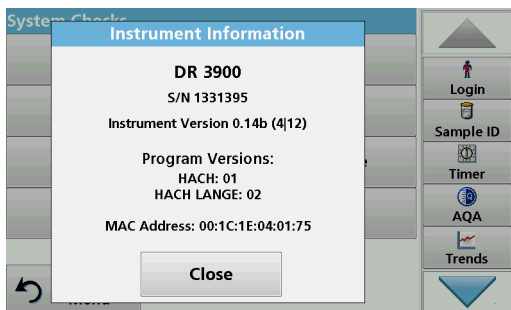 System Checks
Instrument Information
DR 3900
S/N 1331395
Instrument Version 0.14b (4|12)
Program Versions:
HACH: 01
HACH LANGE: 02
MAC Address: 00:1C:1E:04:01:75
Close
Login
Sample ID
Timer
AQA
Trends